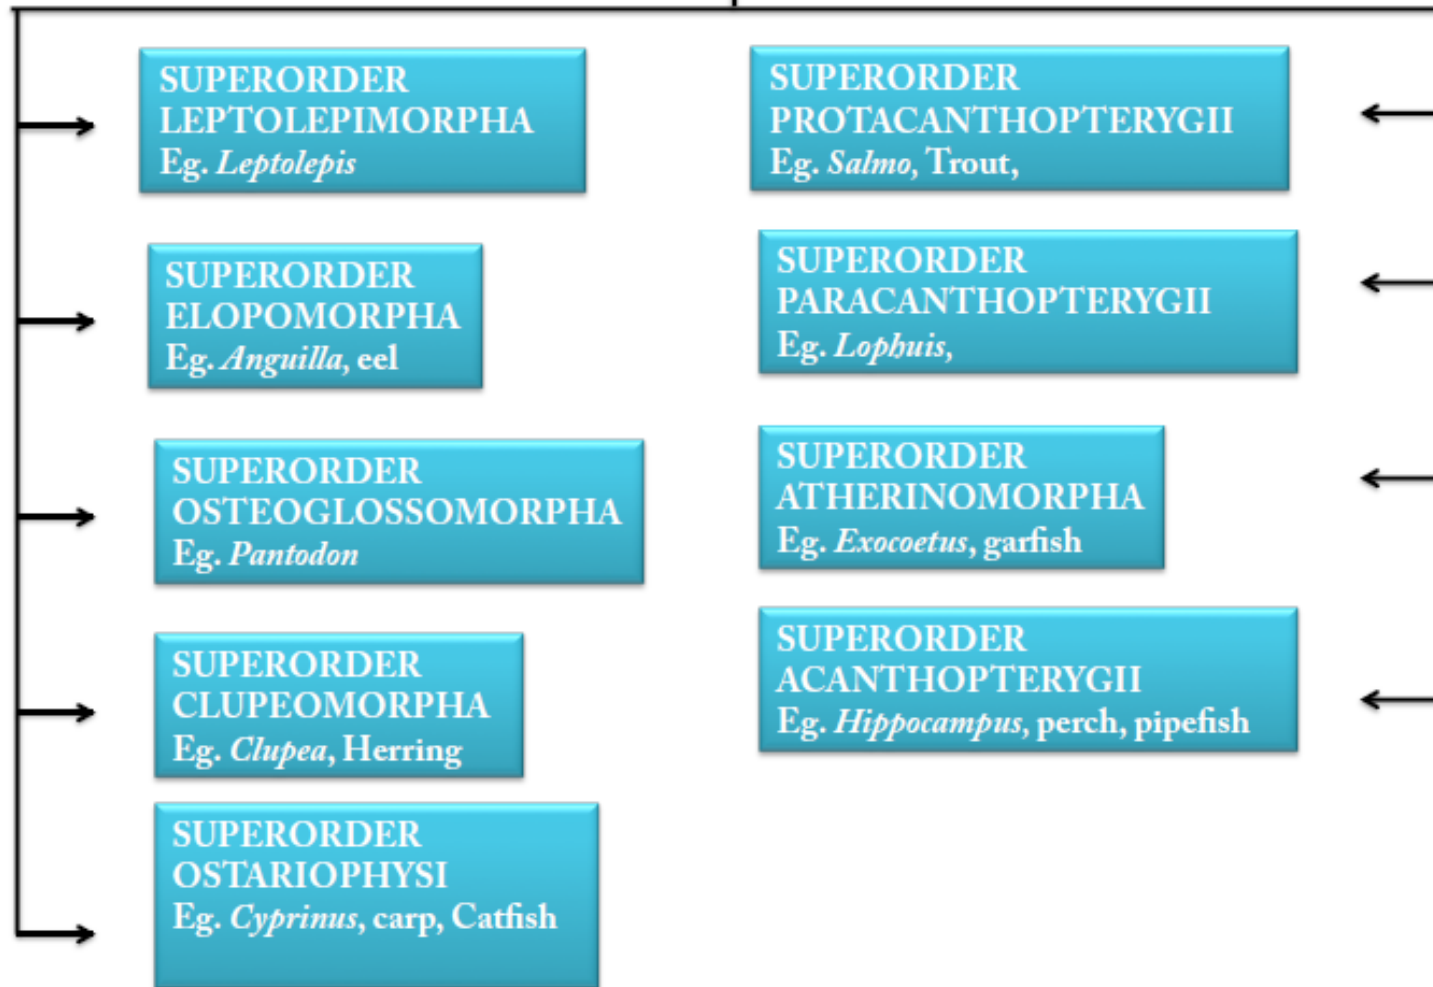 SUPERORDER
LEPTOLEPIMORPHA
Eg. Leptolepis
SUPERORDER
ELOPOMORPHA
Eg. Anguilla, eel
SUPERORDER
OSTEOGLOSSOMORPHA
Eg. Pantodon
SUPERORDER
CLUPEOMORPHA
Eg. Clupea, Herring
SUPERORDER
OSTARIOPHYSI
Eg. Cyprinus, carp, Catfish
SUPERORDER
PROTACANTHOPTERYGII
Eg. Salmo, Trout,
SUPERORDER
PARACANTHOPTERYGII
Eg. Lophuis,
SUPERORDER
ATHERINOMORPHA
Eg. Exocoetus, garfish
SUPERORDER
ACANTHOPTERYGII
Eg. Hippocampus, perch, pipefish